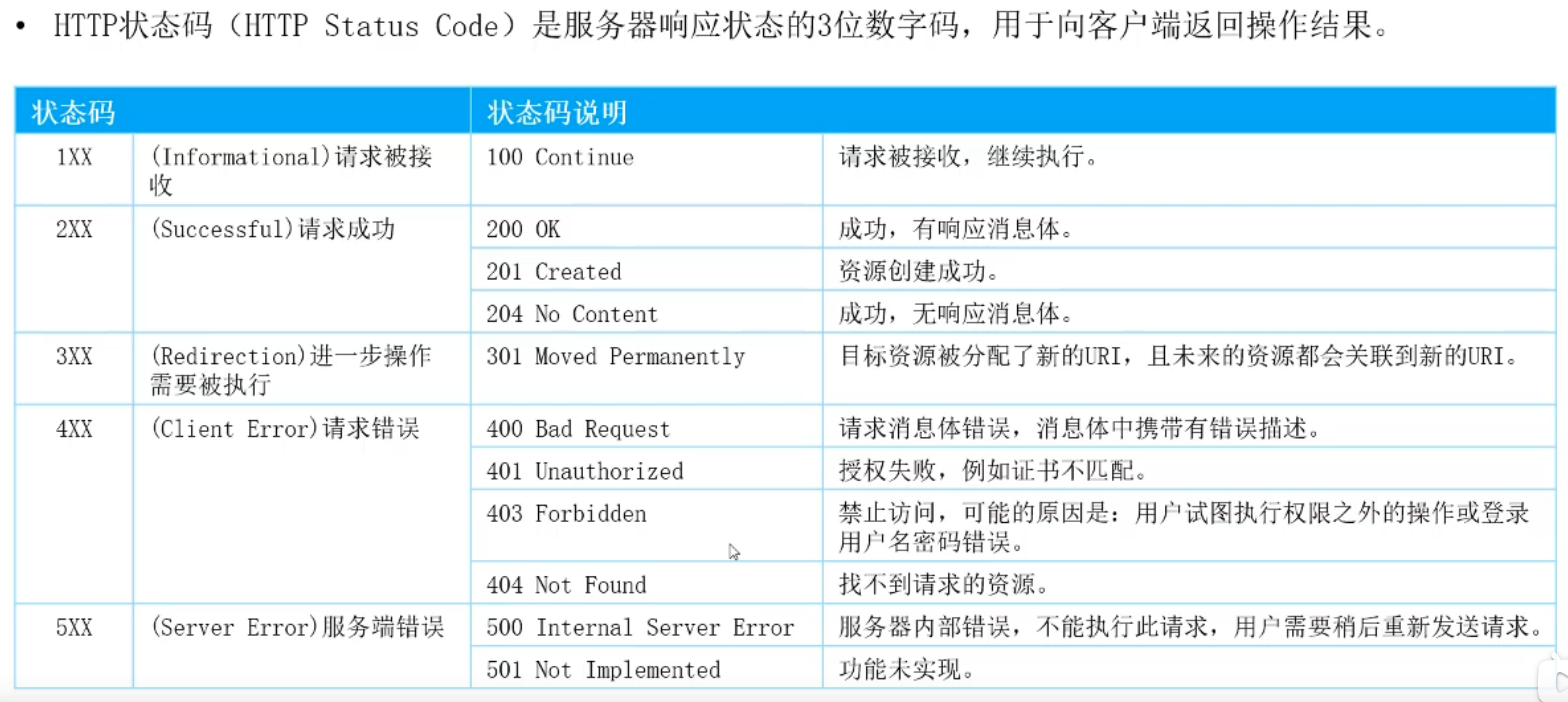 • HTTP状态码（HTTP Status Code）是服务器响应状态的3位数字码，用于向客户端返回操作结果。
状态码 状态码说明
1XX (Informational)请求被接 100 Continue 请求被接收，继续执行。
收
2XX (Successful)请求成功 200 OK 成功，有响应消息体。
201 Created 资源创建成功。
204 No Content 成功，无响应消息体。
3XX (Redirection)进一步操作 301 Moved Permanently 目标资源被分配了新的URI，且未来的资源都会关联到新的URI。
需要被执行
4XX (Client Error)请求错误 400 Bad Request 请求消息体错误，消息体中携带有错误描述。
401 Unauthorized 授权失败，例如证书不匹配。
403 Forbidden 禁止访问，可能的原因是：用户试图执行权限之外的操作或登录
用户名密码错误。
404 Not Found 找不到请求的资源。
5XX (Server Error)服务端错误 500 Internal Server Error 服务器内部错误，不能执行此请求，用户需要稍后重新发送请求。
501 Not Implemented 功能未实现。